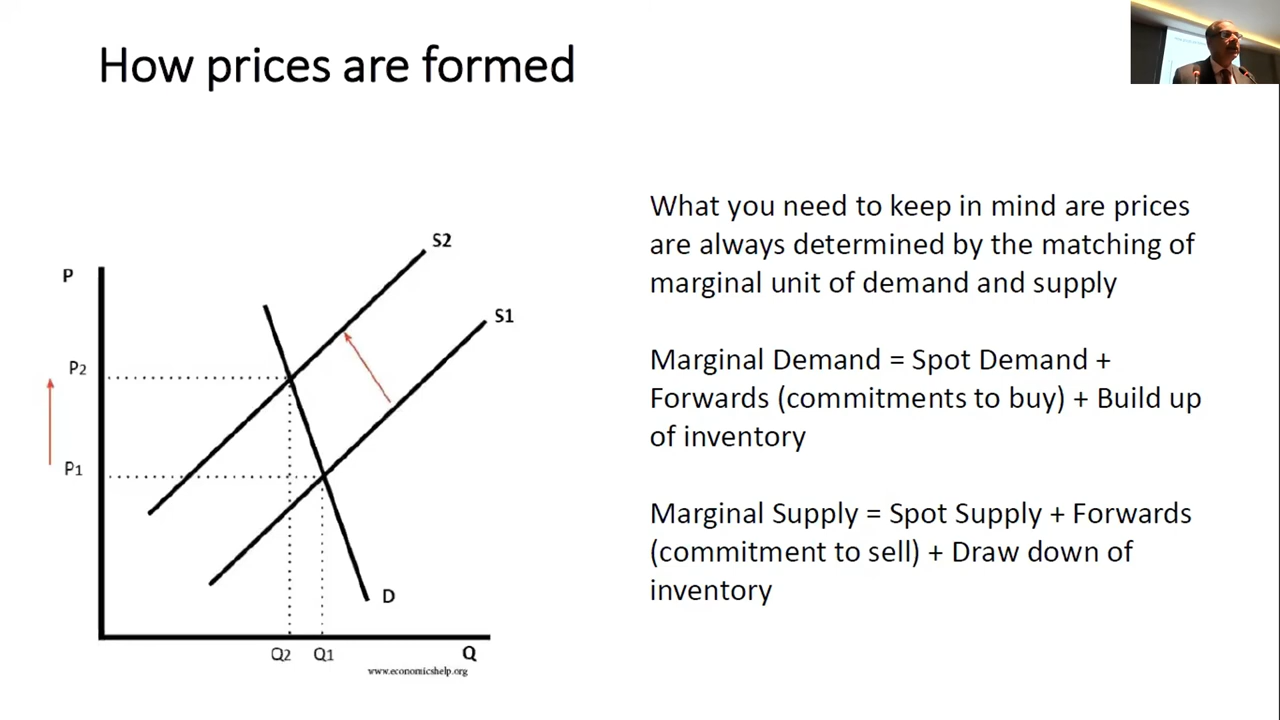 How prices are formed
What you need to keep in mind are prices
are always determined by the matching of
marginal unit of demand and supply
Marginal Demand = Spot Demand +
Forwards (commitments to buy) + Build up
of inventory
Marginal Supply = Spot Supply + Forwards
(commitment to sell) + Draw down of
inventory
S2
P
S1
P2
P1
D
Q2 Q1 Q
www.economicshelp.org